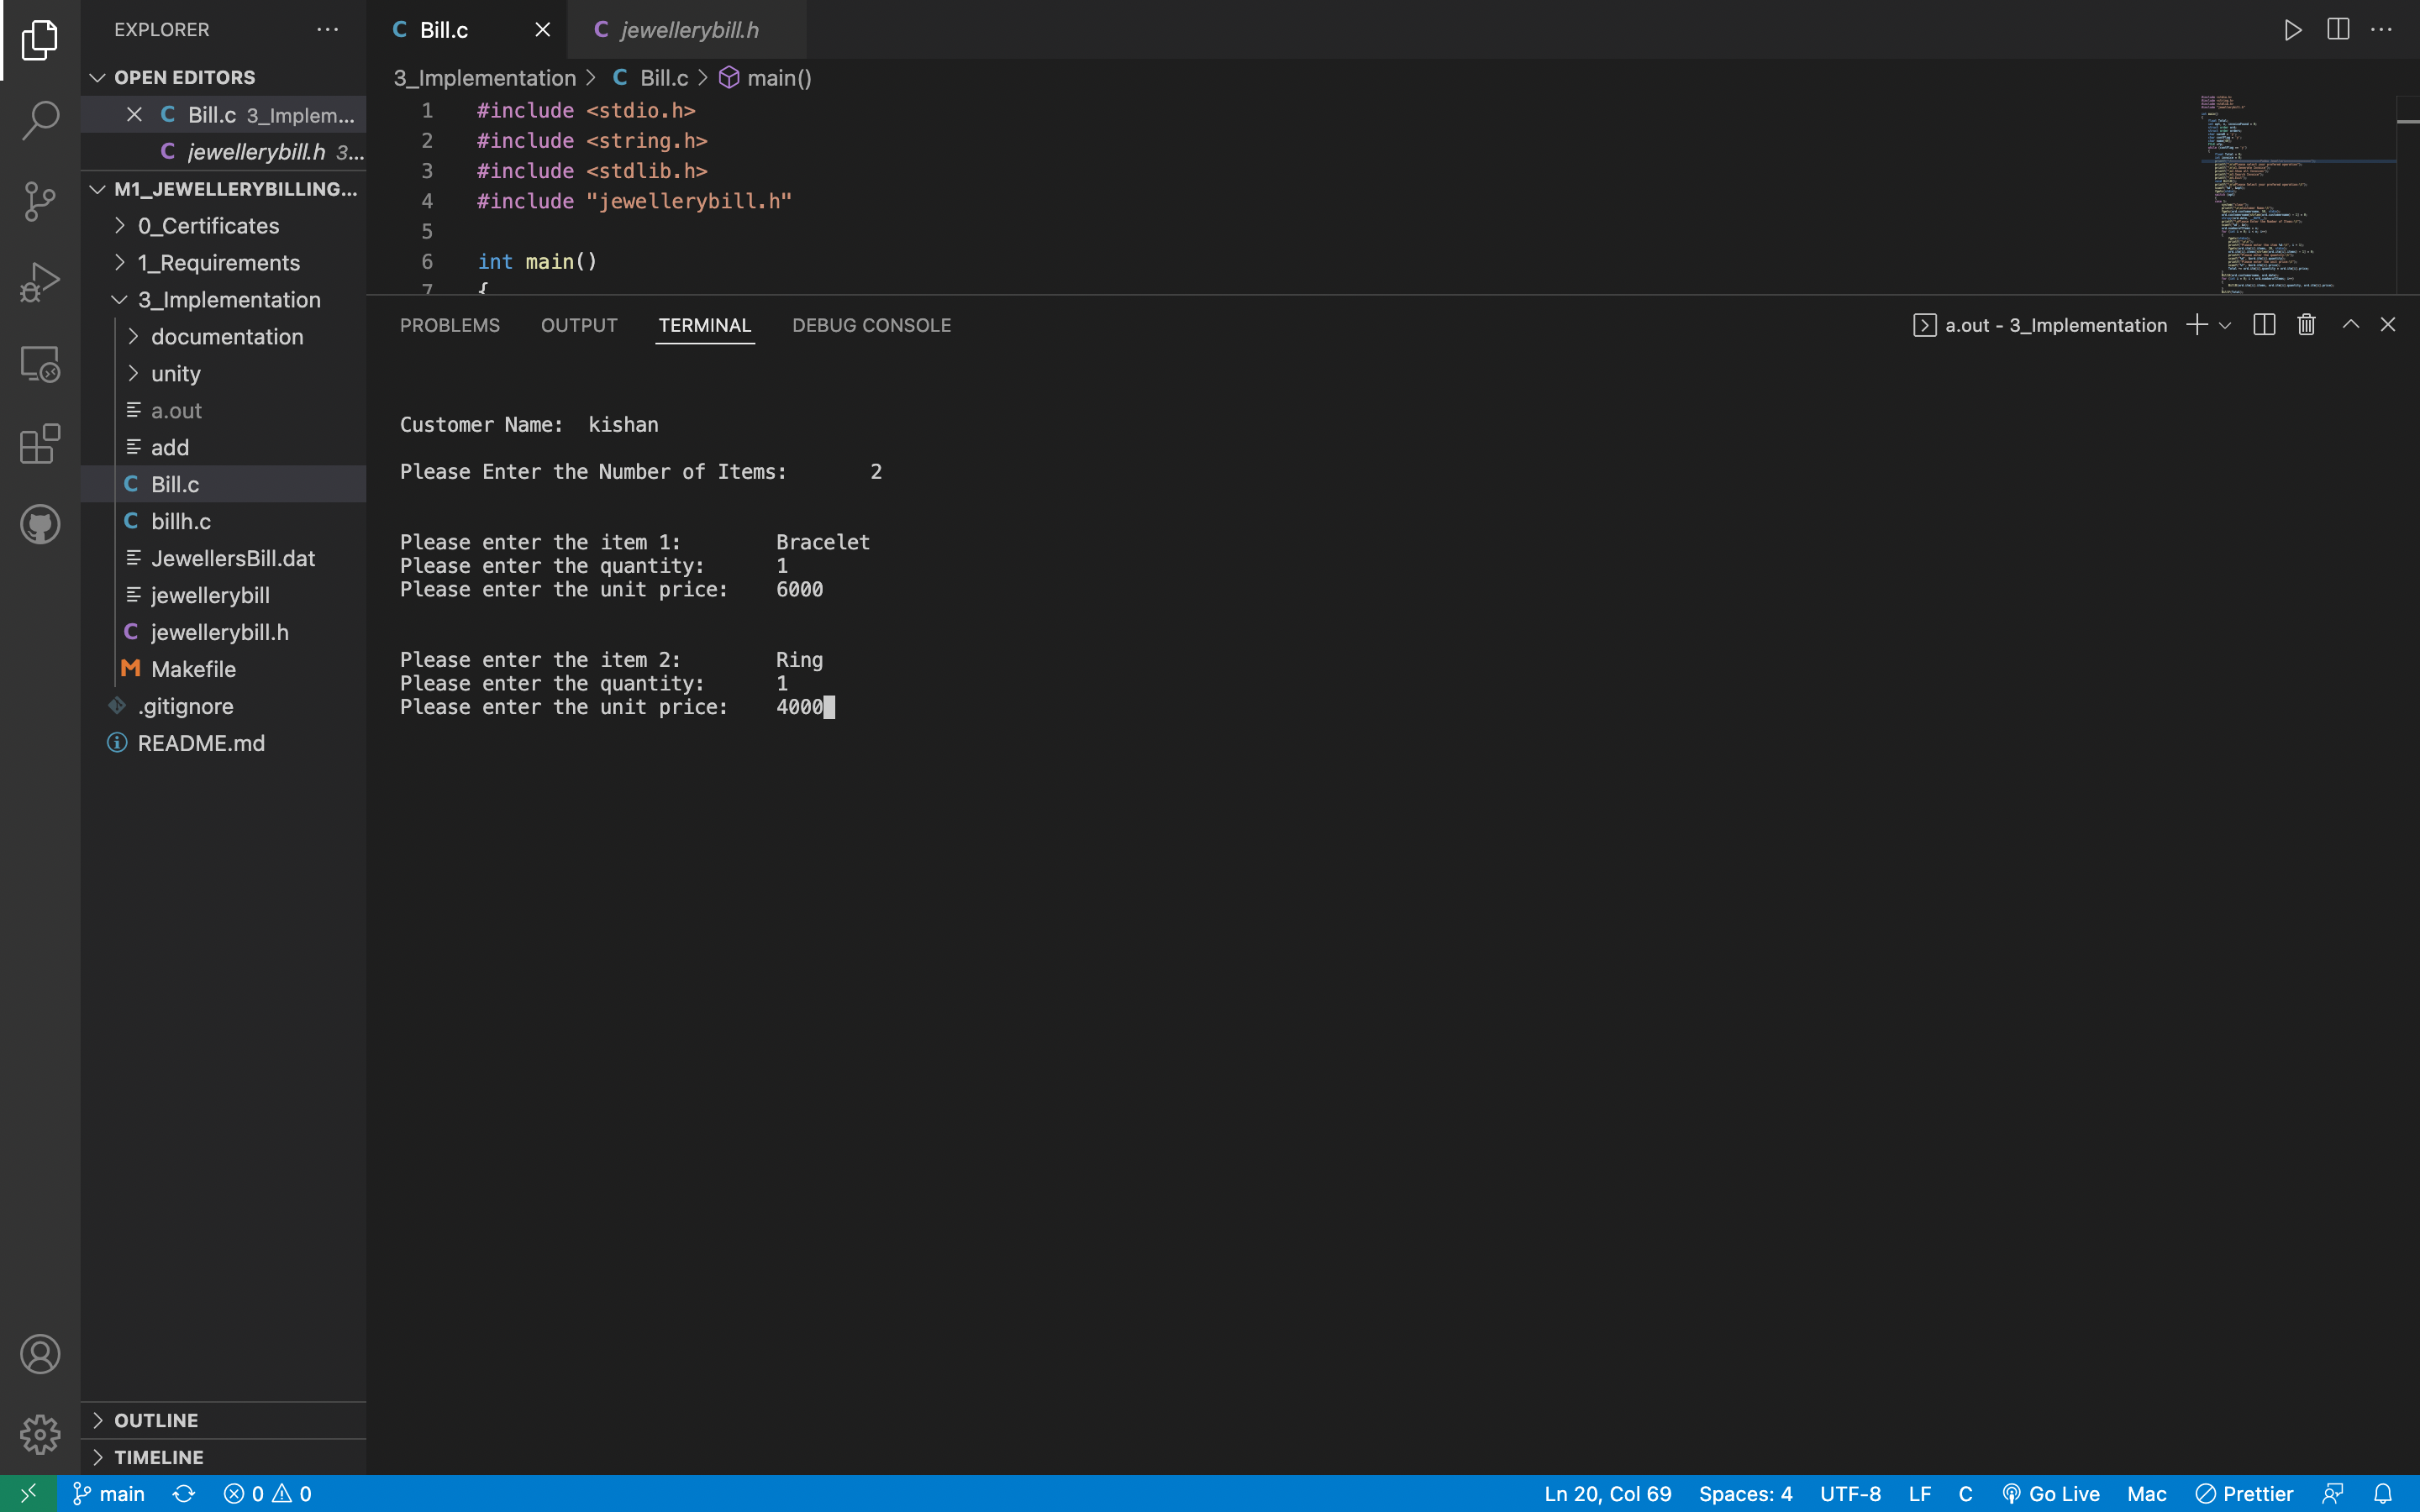 EXPLORER
OPEN EDITORS
Bill.c 3_Implem...
jewellerybill.h 3...
M1_JEWELLERYBILLING...
0_Certificates
1_Requirements
3_Implementation
documentation
unity
a.out
add
Bill.c
billh.c
JewellersBill.dat
jewellerybill
jewellerybill.h
Makefile
.gitignore
README.md
OUTLINE
TIMELINE
Bill.c
jewellerybill.h
3_Implementation > Bill.c > main()
1 #include <stdio.h>
2 #include <string.h>
3 #include <stdlib.h>
4 #include "jewellerybill.h"
5
6 int main()
7 {
PROBLEMS OUTPUT TERMINAL DEBUG CONSOLE
a.out - 3_Implementation
Customer Name: kishan
Please Enter the Number of Items: 2
Please enter the item 1: Bracelet
Please enter the quantity: 1
Please enter the unit price: 6000
Please enter the item 2: Ring
Please enter the quantity: 1
Please enter the unit price: 4000
main 0 0
Ln 20, Col 69 Spaces: 4 UTF-8 LF C Go Live Mac Prettier